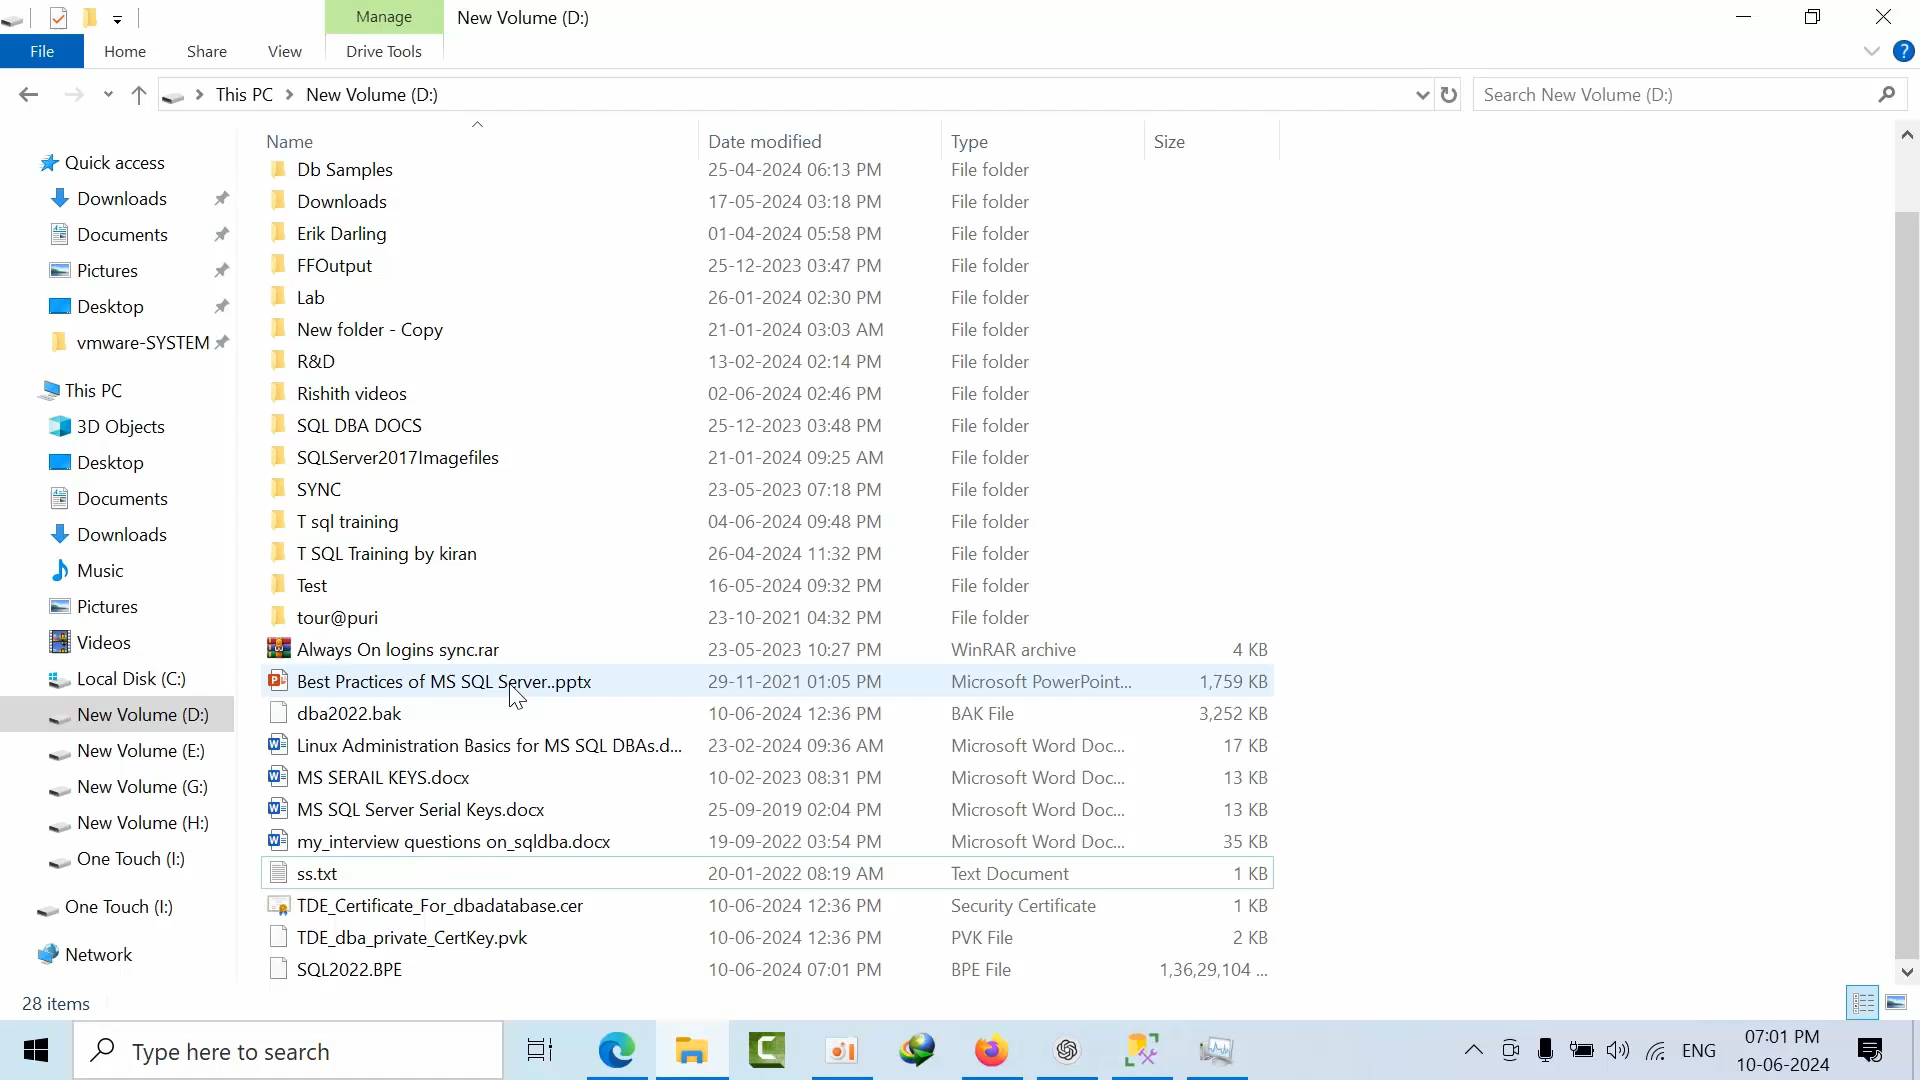 Manage
New Volume (D:)
File
Home
Share
View
Drive Tools
?
This PC
New Volume (D:)
Search New Volume (D:)
Name
Date modified
Type
Size
Quick access
Downloads
Documents
Pictures
Desktop
vmware-SYSTEM
This PC
3D Objects
Desktop
Documents
Downloads
Music
Pictures
Videos
Local Disk (C:)
New Volume (D:)
New Volume (E:)
New Volume (G:)
New Volume (H:)
One Touch (I:)
One Touch (I:)
Network
Db Samples 25-04-2024 06:13 PM File folder
Downloads 17-05-2024 03:18 PM File folder
Erik Darling 01-04-2024 05:58 PM File folder
FFOutput 25-12-2023 03:47 PM File folder
Lab 26-01-2024 02:30 PM File folder
New folder - Copy 21-01-2024 03:03 AM File folder
R&D 13-02-2024 02:14 PM File folder
Rishith videos 02-06-2024 02:46 PM File folder
SQL DBA DOCS 25-12-2023 03:48 PM File folder
SQLServer2017Imagefiles 21-01-2024 09:25 AM File folder
SYNC 23-05-2023 07:18 PM File folder
T sql training 04-06-2024 09:48 PM File folder
T SQL Training by kiran 26-04-2024 11:32 PM File folder
Test 16-05-2024 09:32 PM File folder
tour@puri 23-10-2021 04:32 PM File folder
Always On logins sync.rar 23-05-2023 10:27 PM WinRAR archive 4 KB
Best Practices of MS SQL Server..pptx 29-11-2021 01:05 PM Microsoft PowerPoint... 1,759 KB
dba2022.bak 10-06-2024 12:36 PM BAK File 3,252 KB
Linux Administration Basics for MS SQL DBAs.d... 23-02-2024 09:36 AM Microsoft Word Doc... 17 KB
MS SERAIL KEYS.docx 10-02-2023 08:31 PM Microsoft Word Doc... 13 KB
MS SQL Server Serial Keys.docx 25-09-2019 02:04 PM Microsoft Word Doc... 13 KB
my_interview questions on_sqldba.docx 19-09-2022 03:54 PM Microsoft Word Doc... 35 KB
ss.txt 20-01-2022 08:19 AM Text Document 1 KB
TDE_Certificate_For_dbadatabase.cer 10-06-2024 12:36 PM Security Certificate 1 KB
TDE_dba_private_CertKey.pvk 10-06-2024 12:36 PM PVK File 2 KB
SQL2022.BPE 10-06-2024 07:01 PM BPE File 1,36,29,104 ...
28 items
Type here to search
ENG
07:01 PM
10-06-2024